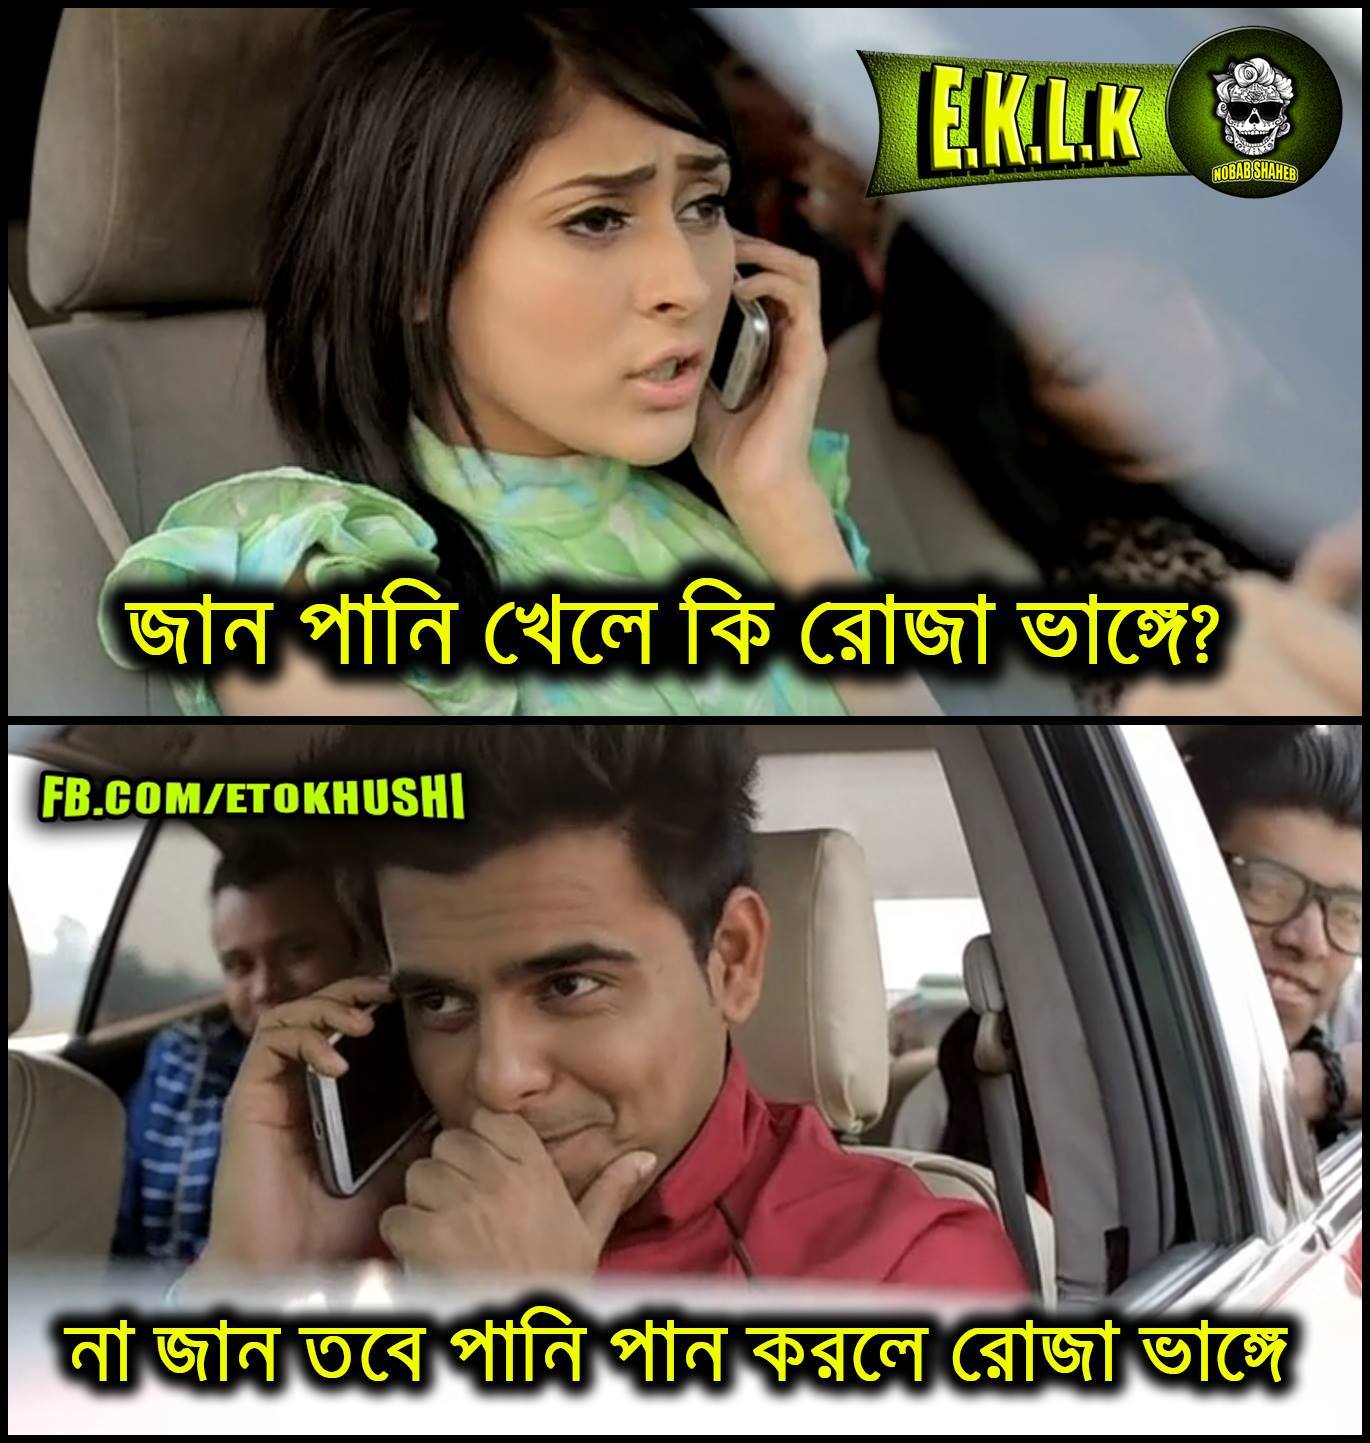 E.K.L.K
NOBAB SHAHEB
জান পানি খেলে কি রোজা ভাঙ্গে?
FB.COM/ETOKHUSHI
না জান তবে পানি পান করলে রোজা ভাঙ্গে